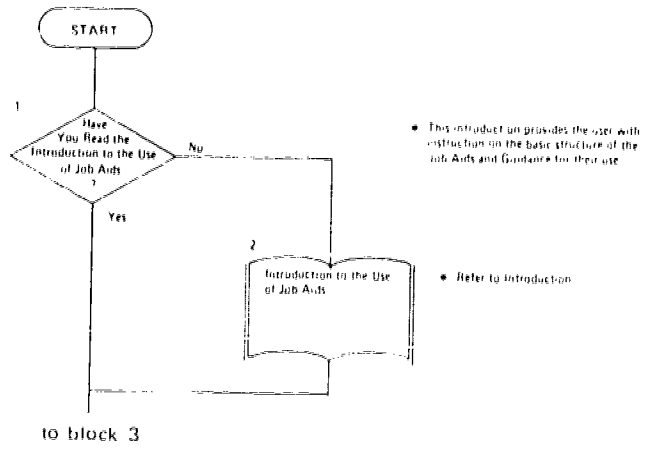 START
1
Have
You Read the
Introduction to the Use
of Job Aids
?
No
Yes
• This introduction provides the user with
instruction on the basic structure of the
Job Aids and Guidance for their use
2
Introduction to the Use
of Job Aids
• Refer to Introduction
to block 3